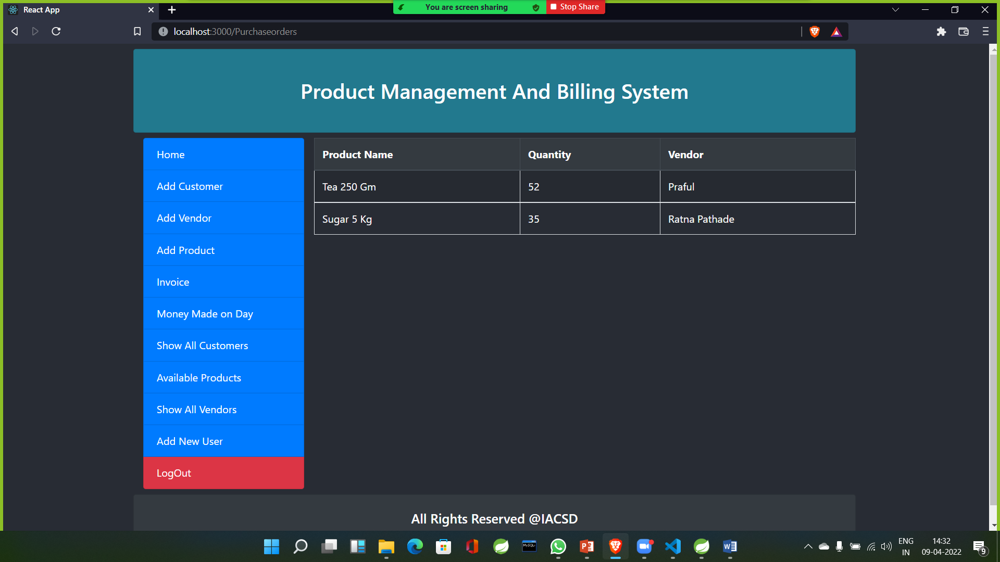 React App
You are screen sharing
Stop Share
localhost:3000/Purchaseorders
Product Management And Billing System
Home
Add Customer
Add Vendor
Add Product
Invoice
Money Made on Day
Show All Customers
Available Products
Show All Vendors
Add New User
LogOut
Product Name Quantity Vendor
Tea 250 Gm 52 Praful
Sugar 5 Kg 35 Ratna Pathade
All Rights Reserved @IACSD
ENG
IN
14:32
09-04-2022
9